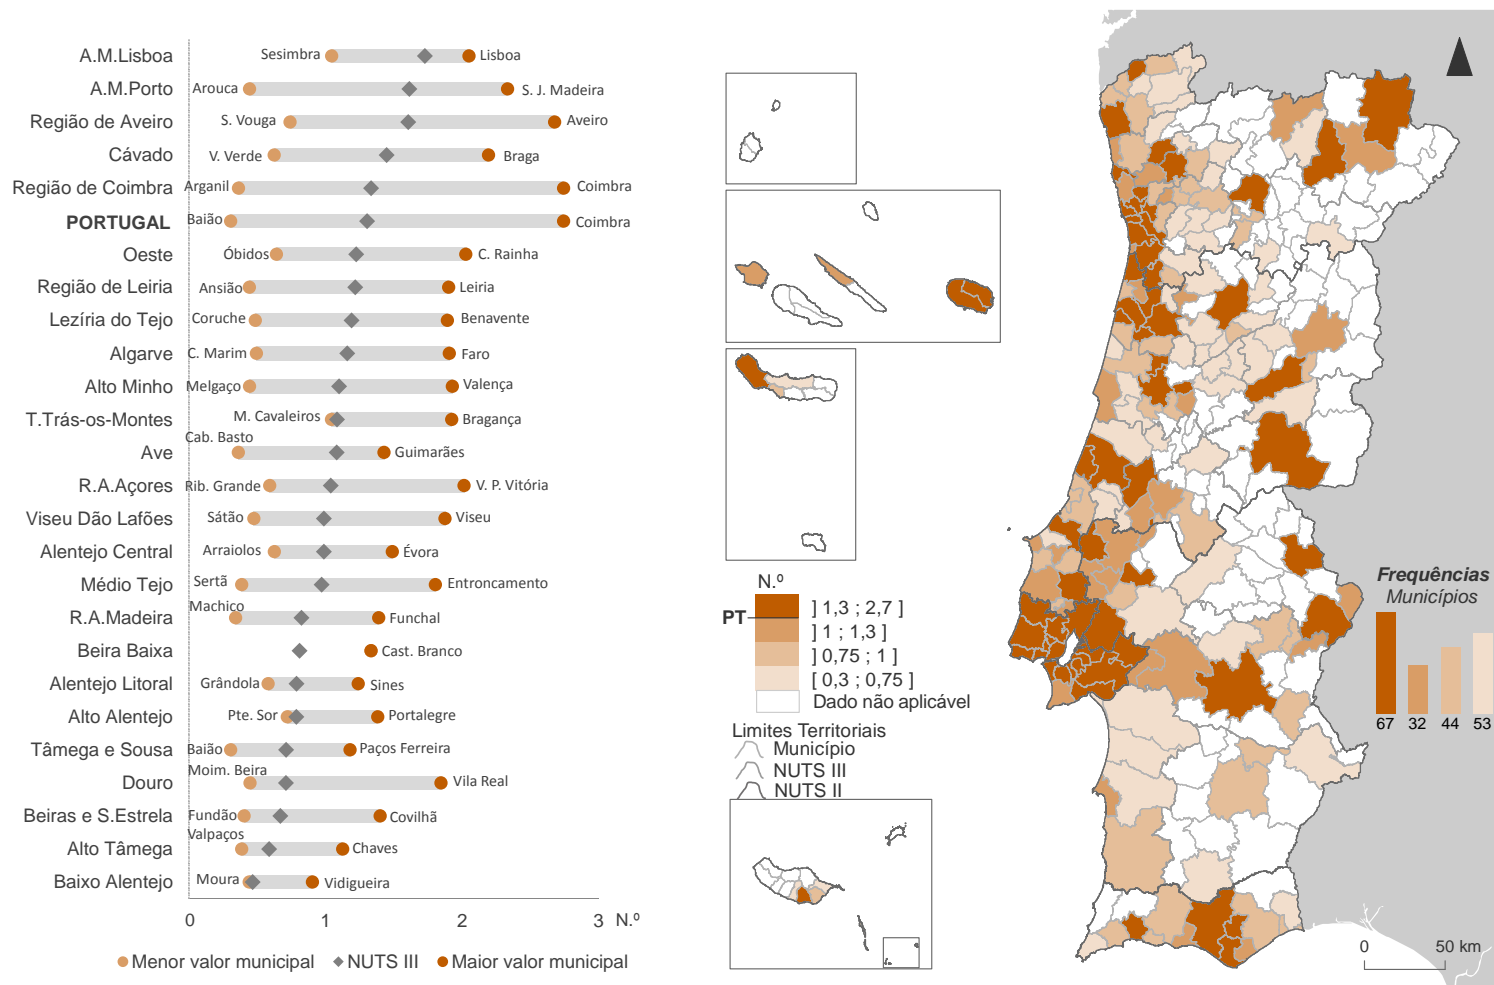 A.M.Lisboa Sesimbra Lisboa
A.M.Porto Arouca S. J. Madeira
Região de Aveiro S. Vouga Aveiro
Cávado V. Verde Braga
Região de Coimbra Arganil Coimbra
PORTUGAL Baião Coimbra
Oeste Óbidos C. Rainha
Região de Leiria Ansião Leiria
Lezíria do Tejo Coruche Benavente
Algarve C. Marim Faro
Alto Minho Melgaço Valença
T.Trás-os-Montes M. Cavaleiros Bragança
Ave Cab. Basto Guimarães
R.A.Açores Rib. Grande V. P. Vitória
Viseu Dão Lafões Sátão Viseu
Alentejo Central Arraiolos Évora
Médio Tejo Sertã Entroncamento
R.A.Madeira Machico Funchal
Beira Baixa Cast. Branco
Alentejo Litoral Grândola Sines
Alto Alentejo Pte. Sor Portalegre
Tâmega e Sousa Baião Paços Ferreira
Douro Moim. Beira Vila Real
Beiras e S.Estrela Fundão Covilhã
Alto Tâmega Valpaços Chaves
Baixo Alentejo Moura Vidigueira
0 1 2 3 N.º
Menor valor municipal NUTS III Maior valor municipal
N.º
] 1,3 ; 2,7 ]
PT
] 1 ; 1,3 ]
] 0,75 ; 1 ]
[ 0,3 ; 0,75 ]
Dado não aplicável
Limites Territoriais
Município
NUTS III
NUTS II
Frequências
Municípios
67 32 44 53
0 50 km